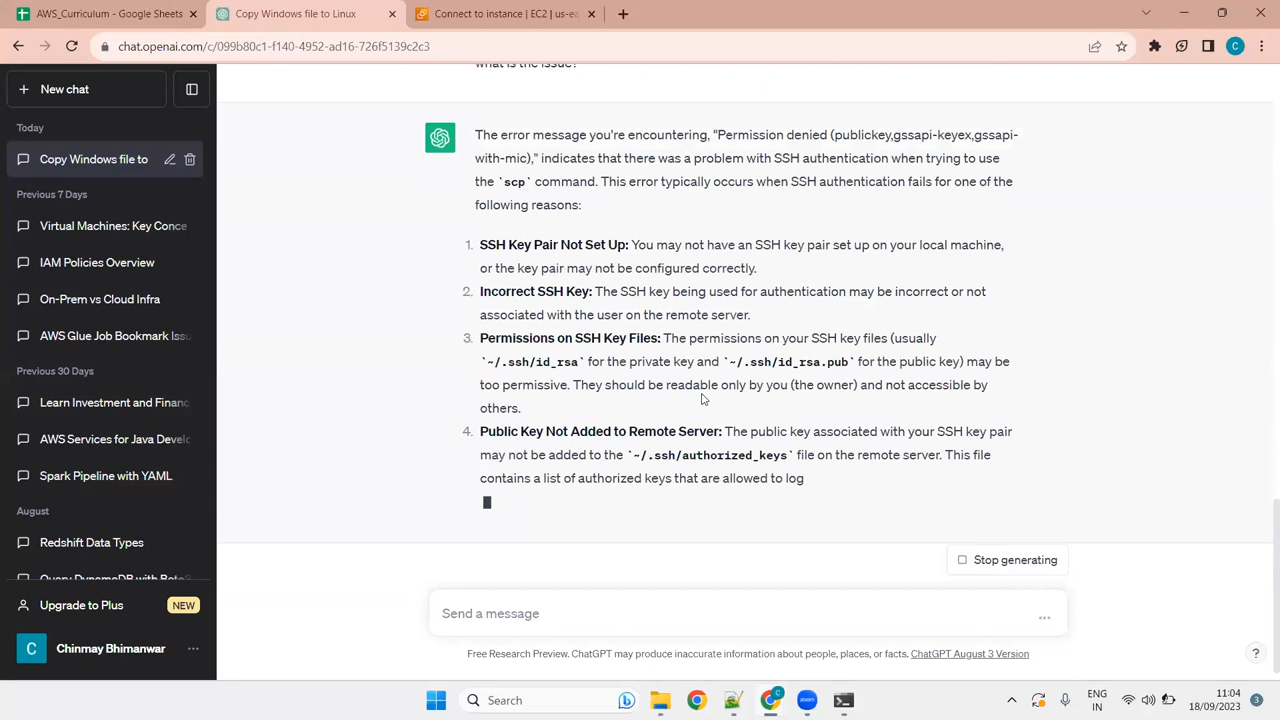 AWS_Curriculum - Google Sheets
Copy Windows file to Linux
Connect to instance | EC2 | us-ea
chat.openai.com/c/099b80c1-f140-4952-ad16-726f5139c2c3
C
New chat
Today
Copy Windows file to
Previous 7 Days
Virtual Machines: Key Conce
IAM Policies Overview
On-Prem vs Cloud Infra
AWS Glue Job Bookmark Issu
Previous 30 Days
Learn Investment and Financ
AWS Services for Java Develo
Spark Pipeline with YAML
August
Redshift Data Types
Query DynamoDB with Boto3
Upgrade to Plus
NEW
C
Chinmay Bhimanwar
what is the issue?
The error message you're encountering, "Permission denied (publickey,gssapi-keyex,gssapi-
with-mic)," indicates that there was a problem with SSH authentication when trying to use
the `scp` command. This error typically occurs when SSH authentication fails for one of the
following reasons:
1. SSH Key Pair Not Set Up: You may not have an SSH key pair set up on your local machine,
or the key pair may not be configured correctly.
2. Incorrect SSH Key: The SSH key being used for authentication may be incorrect or not
associated with the user on the remote server.
3. Permissions on SSH Key Files: The permissions on your SSH key files (usually
`~/.ssh/id_rsa` for the private key and `~/.ssh/id_rsa.pub` for the public key) may be
too permissive. They should be readable only by you (the owner) and not accessible by
others.
4. Public Key Not Added to Remote Server: The public key associated with your SSH key pair
may not be added to the `~/.ssh/authorized_keys` file on the remote server. This file
contains a list of authorized keys that are allowed to log
Stop generating
Send a message
Free Research Preview. ChatGPT may produce inaccurate information about people, places, or facts. ChatGPT August 3 Version
?
Search
zoom
ENG
IN
11:04
18/09/2023
3